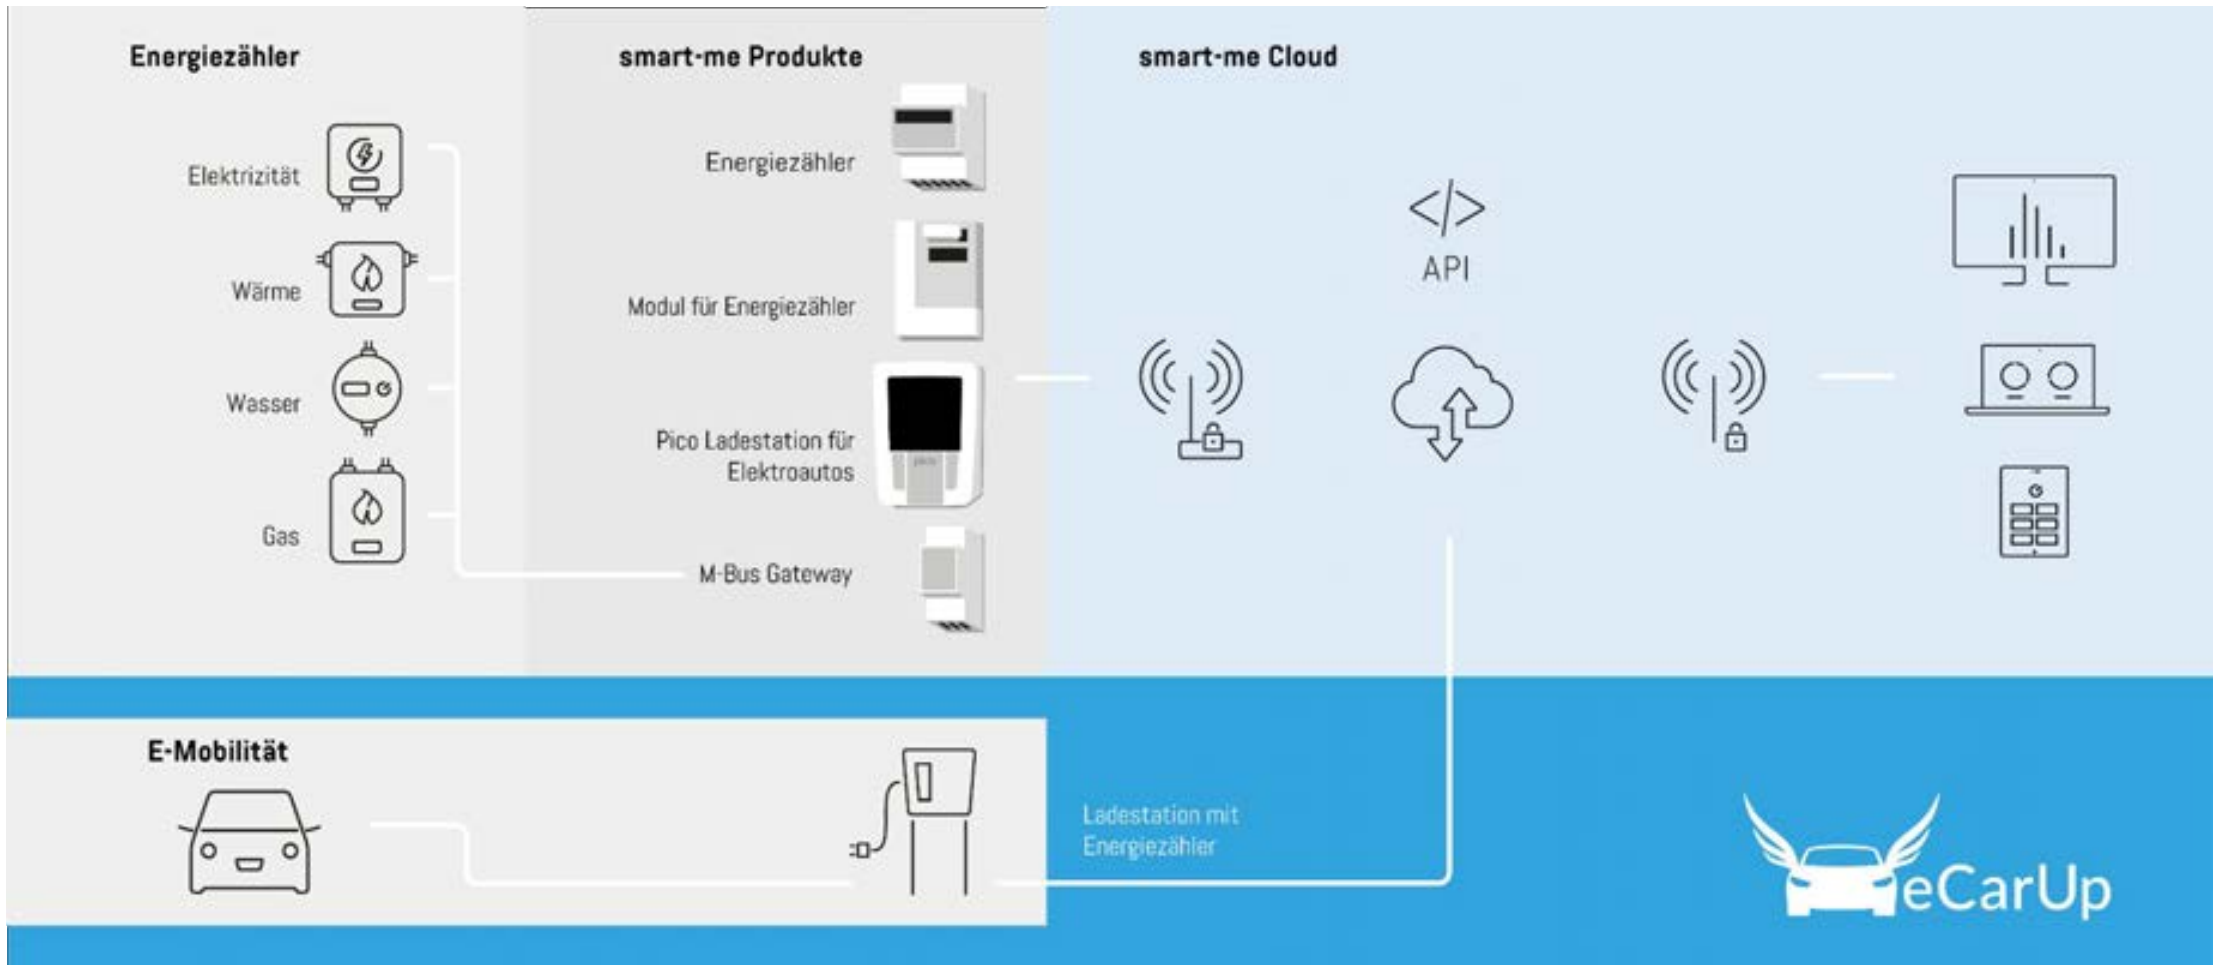 Energiezähler
Elektrizität
Wärme
Wasser
Gas
smart-me Produkte
Energiezähler
Modul für Energiezähler
Pico Ladestation für
Elektroautos
pico
M-Bus Gateway
smart-me Cloud
</>
API
E-Mobilität
Ladestation mit
Energiezähler
eCarUp